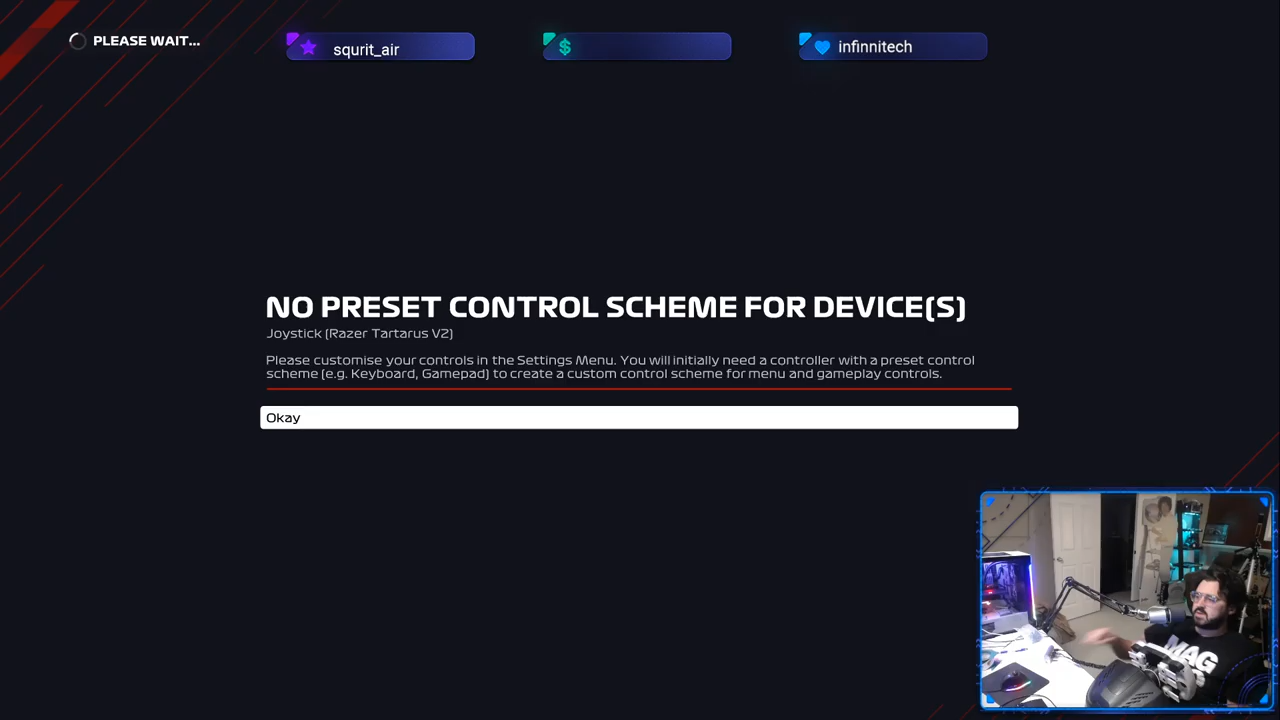 PLEASE WAIT...
squrit_air
$
infinnitech
NO PRESET CONTROL SCHEME FOR DEVICE(S)
Joystick (Razer Tartarus V2)
Please customise your controls in the Settings Menu. You will initially need a controller with a preset control
scheme (e.g. Keyboard, Gamepad) to create a custom control scheme for menu and gameplay controls.
Okay
MAG